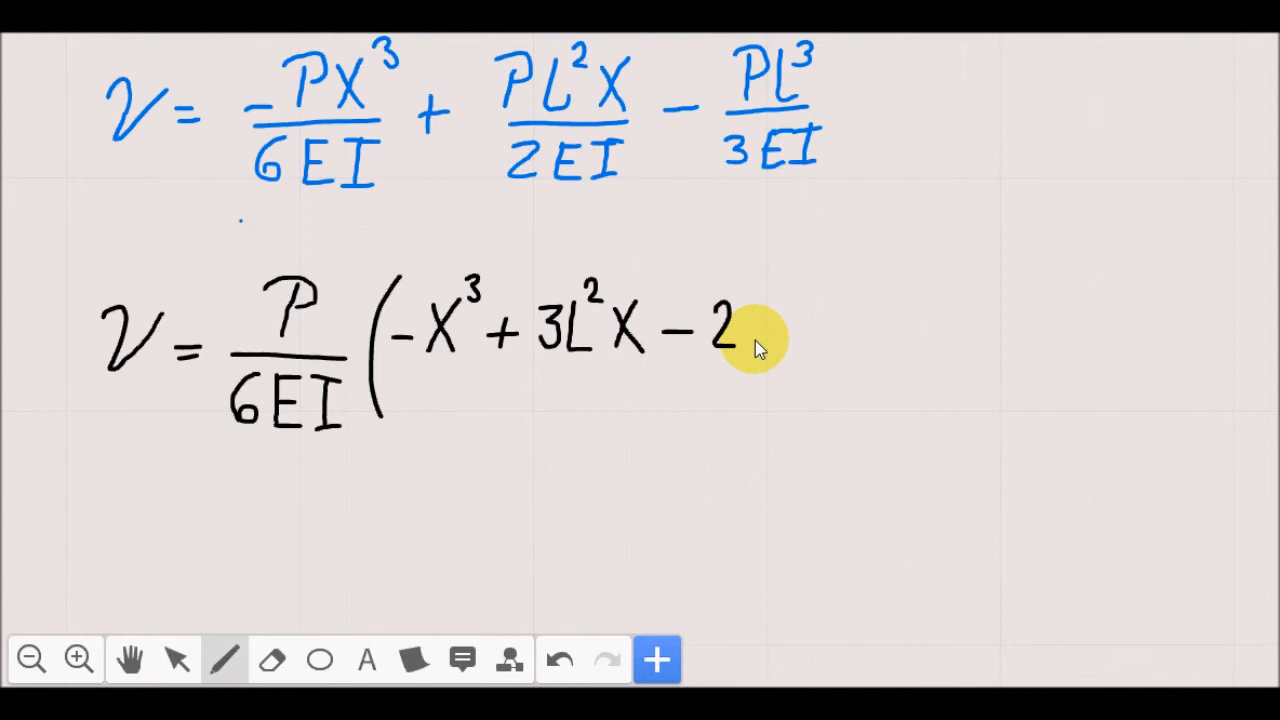 V = -PX³/6EI + PL²X/2EI - PL³/3EI
V = P/6EI (-X³ + 3L²X - 2
A